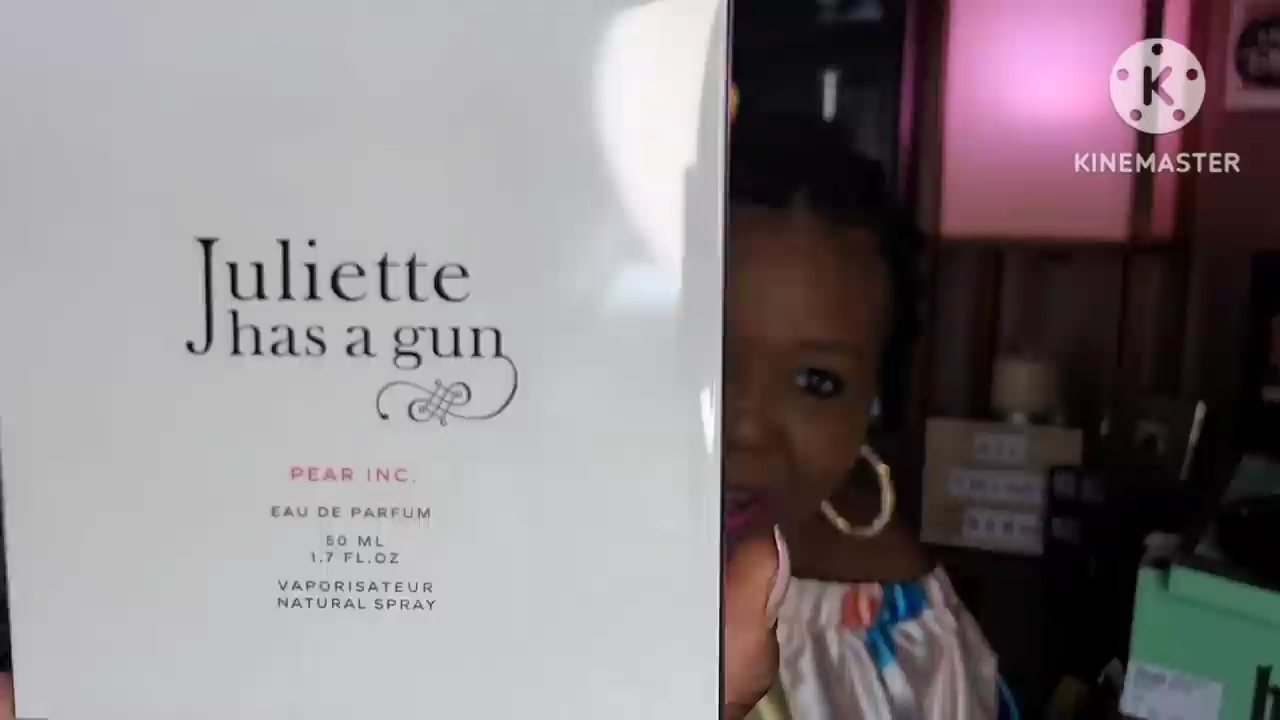 Juliette
has a gun
PEAR INC.
EAU DE PARFUM
50 ML
1.7 FL.OZ
VAPORISATEUR
NATURAL SPRAY
K
KINEMASTER